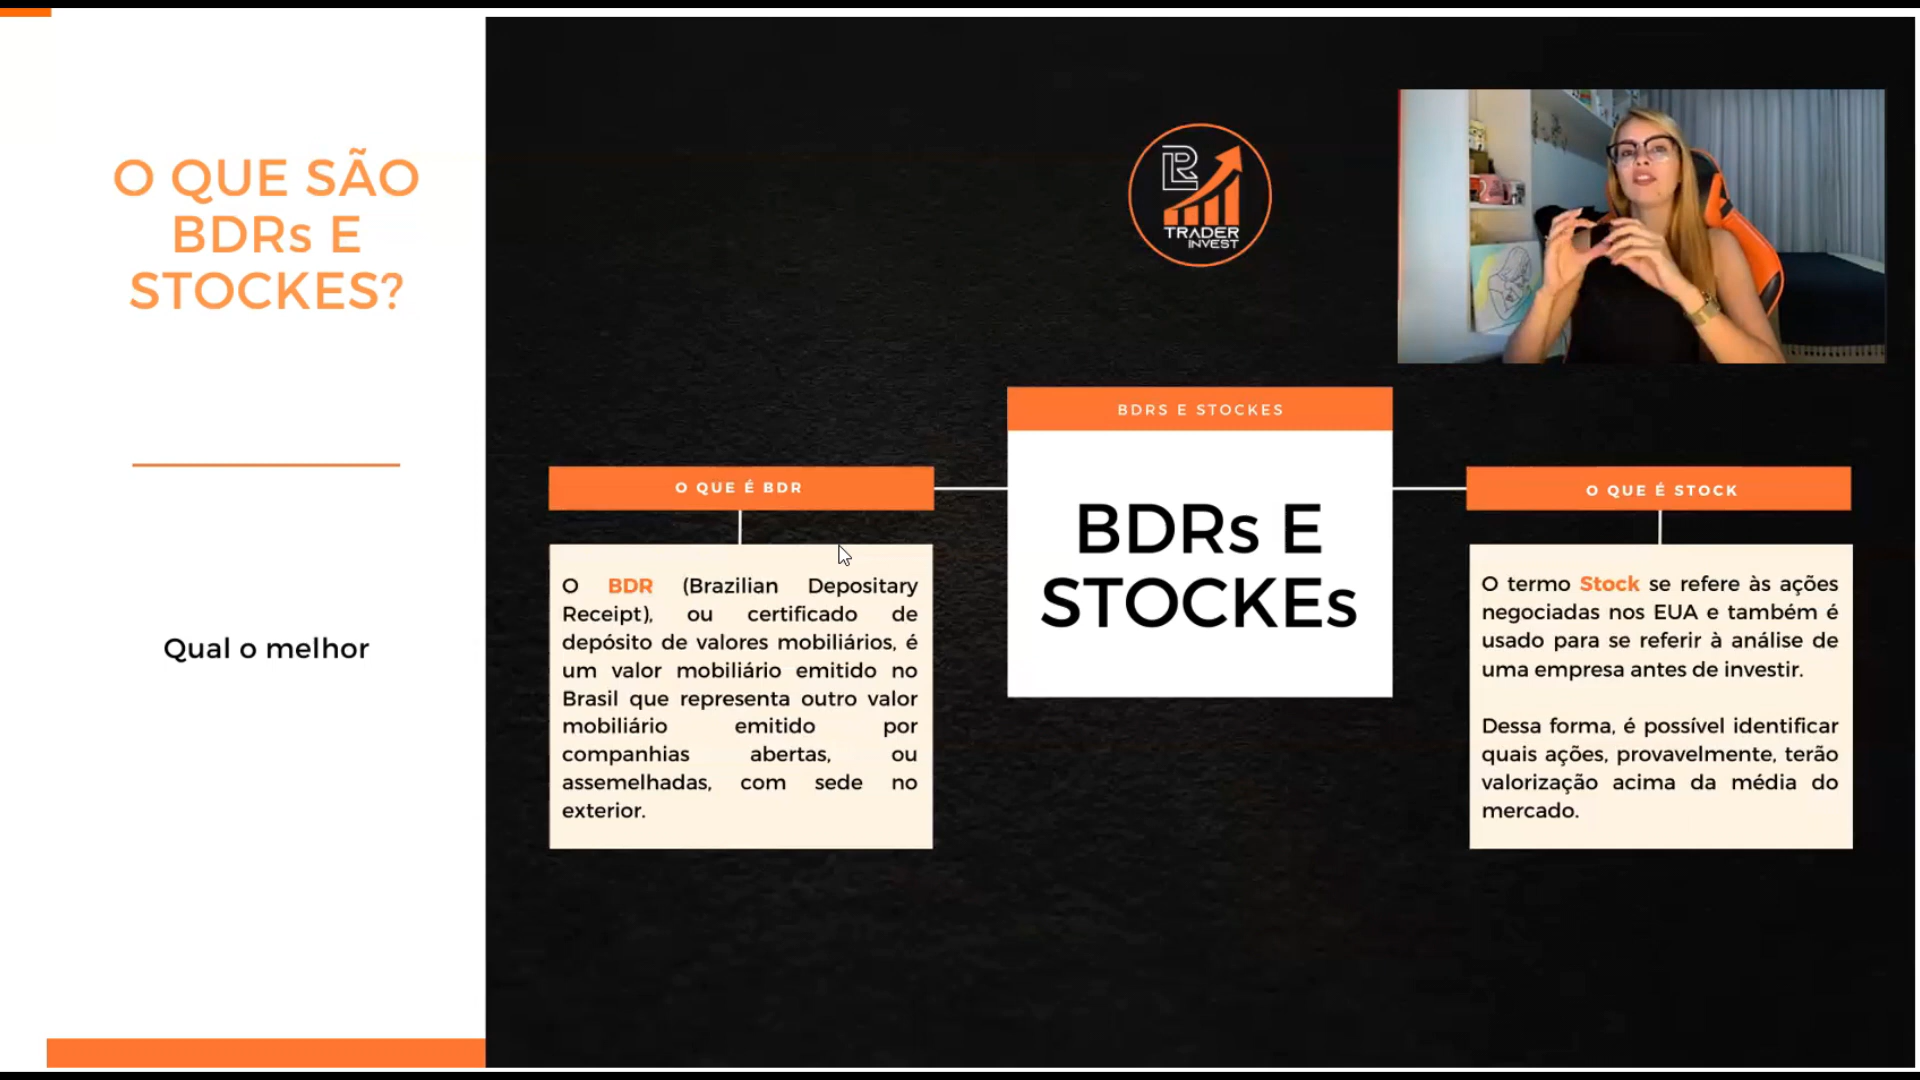 O QUE SÃO
BDRs E
STOCKES?
Qual o melhor
LR
TRADER
INVEST
BDRS E STOCKES
BDRs E
STOCKEs
O QUE É BDR
O BDR (Brazilian Depositary
Receipt), ou certificado de
depósito de valores mobiliários, é
um valor mobiliário emitido no
Brasil que representa outro valor
mobiliário emitido por
companhias abertas, ou
assemelhadas, com sede no
exterior.
O QUE É STOCK
O termo Stock se refere às ações
negociadas nos EUA e também é
usado para se referir à análise de
uma empresa antes de investir.
Dessa forma, é possível identificar
quais ações, provavelmente, terão
valorização acima da média do
mercado.